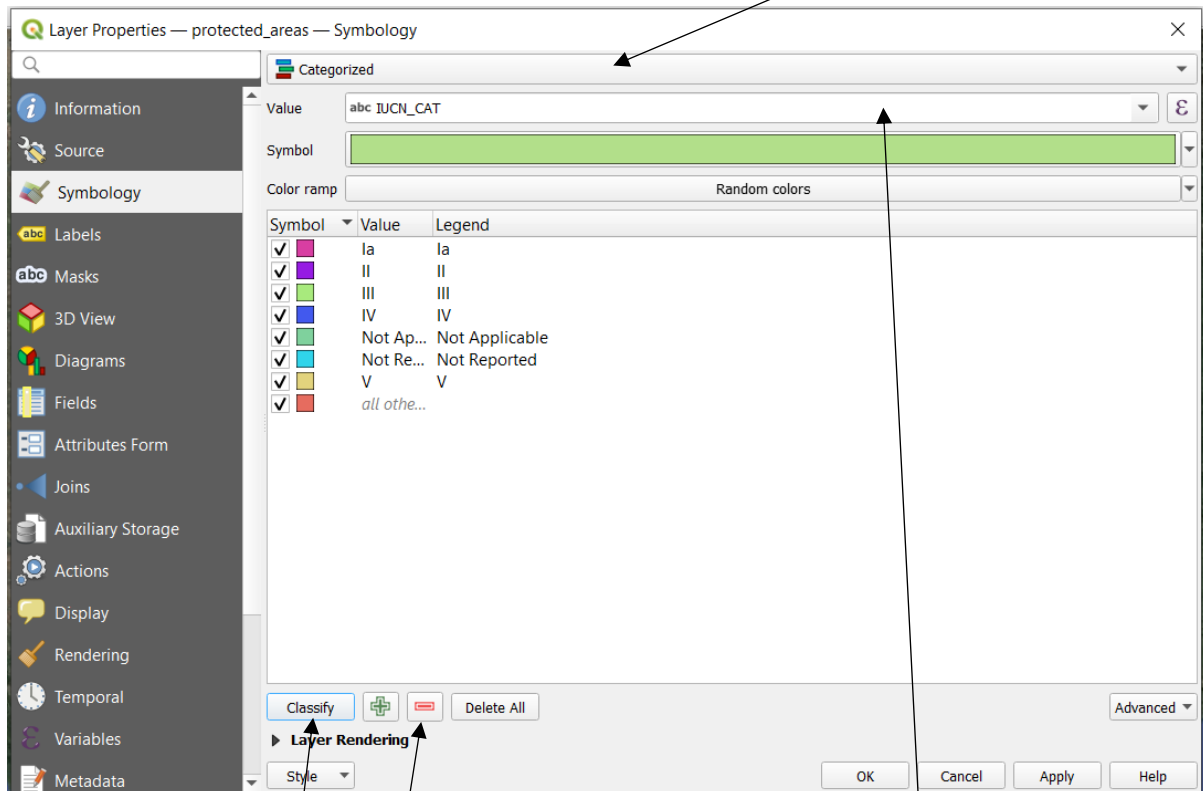 Layer Properties — protected_areas — Symbology
Categorized
Information
Value abc IUCN_CAT ε
Source
Symbol
Symbology
Color ramp Random colors
Symbol Value Legend
abc Labels
Ia Ia
II II
abc Masks
III III
IV IV
3D View
Not Ap... Not Applicable
Diagrams
Not Re... Not Reported
V V
Fields
all othe...
Attributes Form
Joins
Auxiliary Storage
Actions
Display
Rendering
Temporal
Classify Delete All Advanced
Variables
Layer Rendering
Metadata
Style OK Cancel Apply Help